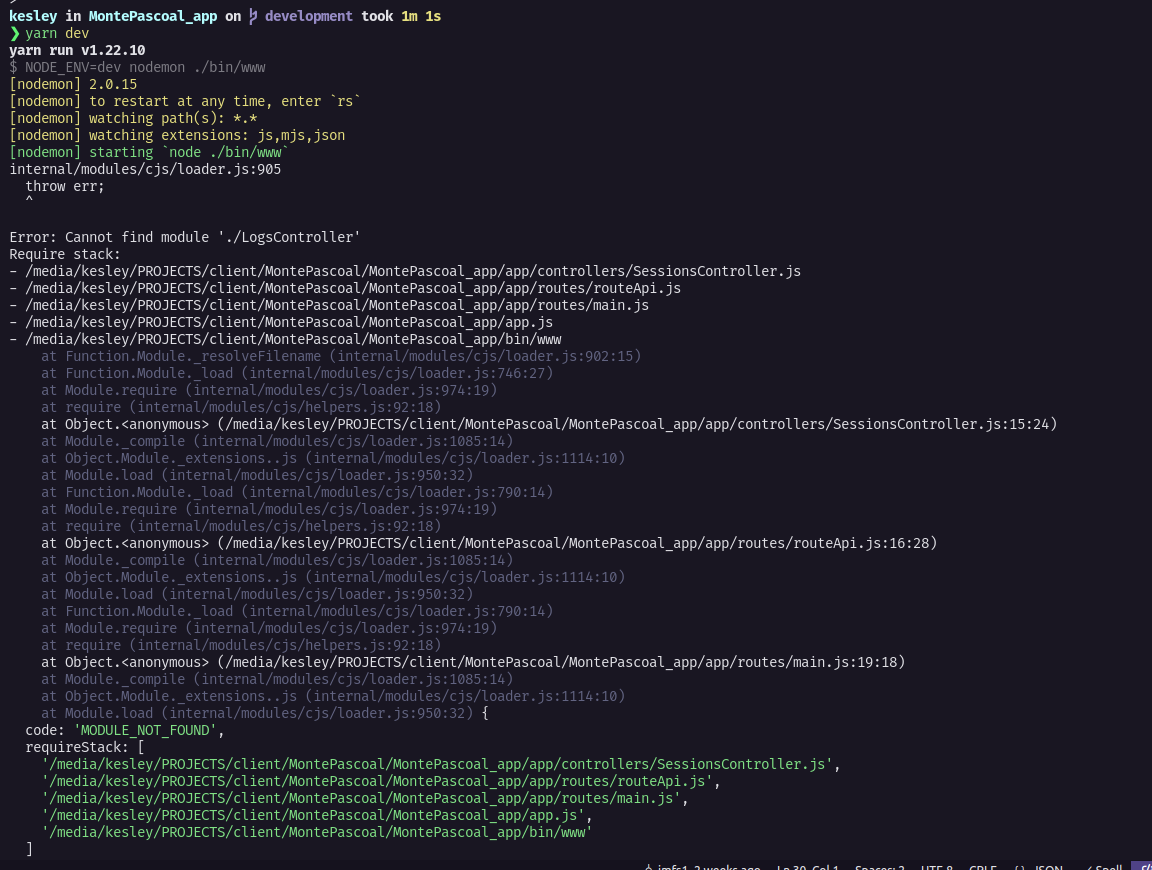 kesley in MontePascoal_app on development took 1m 1s
❯ yarn dev
yarn run v1.22.10
$ NODE_ENV=dev nodemon ./bin/www
[nodemon] 2.0.15
[nodemon] to restart at any time, enter `rs`
[nodemon] watching path(s): *.*
[nodemon] watching extensions: js,mjs,json
[nodemon] starting `node ./bin/www`
internal/modules/cjs/loader.js:905
  throw err;
  ^

Error: Cannot find module './LogsController'
Require stack:
- /media/kesley/PROJECTS/client/MontePascoal/MontePascoal_app/app/controllers/SessionsController.js
- /media/kesley/PROJECTS/client/MontePascoal/MontePascoal_app/app/routes/routeApi.js
- /media/kesley/PROJECTS/client/MontePascoal/MontePascoal_app/app/routes/main.js
- /media/kesley/PROJECTS/client/MontePascoal/MontePascoal_app/app.js
- /media/kesley/PROJECTS/client/MontePascoal/MontePascoal_app/bin/www
    at Function.Module._resolveFilename (internal/modules/cjs/loader.js:902:15)
    at Function.Module._load (internal/modules/cjs/loader.js:746:27)
    at Module.require (internal/modules/cjs/loader.js:974:19)
    at require (internal/modules/cjs/helpers.js:92:18)
    at Object.<anonymous> (/media/kesley/PROJECTS/client/MontePascoal/MontePascoal_app/app/controllers/SessionsController.js:15:24)
    at Module._compile (internal/modules/cjs/loader.js:1085:14)
    at Object.Module._extensions..js (internal/modules/cjs/loader.js:1114:10)
    at Module.load (internal/modules/cjs/loader.js:950:32)
    at Function.Module._load (internal/modules/cjs/loader.js:790:14)
    at Module.require (internal/modules/cjs/loader.js:974:19)
    at require (internal/modules/cjs/helpers.js:92:18)
    at Object.<anonymous> (/media/kesley/PROJECTS/client/MontePascoal/MontePascoal_app/app/routes/routeApi.js:16:28)
    at Module._compile (internal/modules/cjs/loader.js:1085:14)
    at Object.Module._extensions..js (internal/modules/cjs/loader.js:1114:10)
    at Module.load (internal/modules/cjs/loader.js:950:32)
    at Function.Module._load (internal/modules/cjs/loader.js:790:14)
    at Module.require (internal/modules/cjs/loader.js:974:19)
    at require (internal/modules/cjs/helpers.js:92:18)
    at Object.<anonymous> (/media/kesley/PROJECTS/client/MontePascoal/MontePascoal_app/app/routes/main.js:19:18)
    at Module._compile (internal/modules/cjs/loader.js:1085:14)
    at Object.Module._extensions..js (internal/modules/cjs/loader.js:1114:10)
    at Module.load (internal/modules/cjs/loader.js:950:32) {
  code: 'MODULE_NOT_FOUND',
  requireStack: [
    '/media/kesley/PROJECTS/client/MontePascoal/MontePascoal_app/app/controllers/SessionsController.js',
    '/media/kesley/PROJECTS/client/MontePascoal/MontePascoal_app/app/routes/routeApi.js',
    '/media/kesley/PROJECTS/client/MontePascoal/MontePascoal_app/app/routes/main.js',
    '/media/kesley/PROJECTS/client/MontePascoal/MontePascoal_app/app.js',
    '/media/kesley/PROJECTS/client/MontePascoal/MontePascoal_app/bin/www'
  ]
2 weeks ago Ln 30, Col 1 Spaces: 2 UTF-8 CRLF {} JSON ✓ Spell